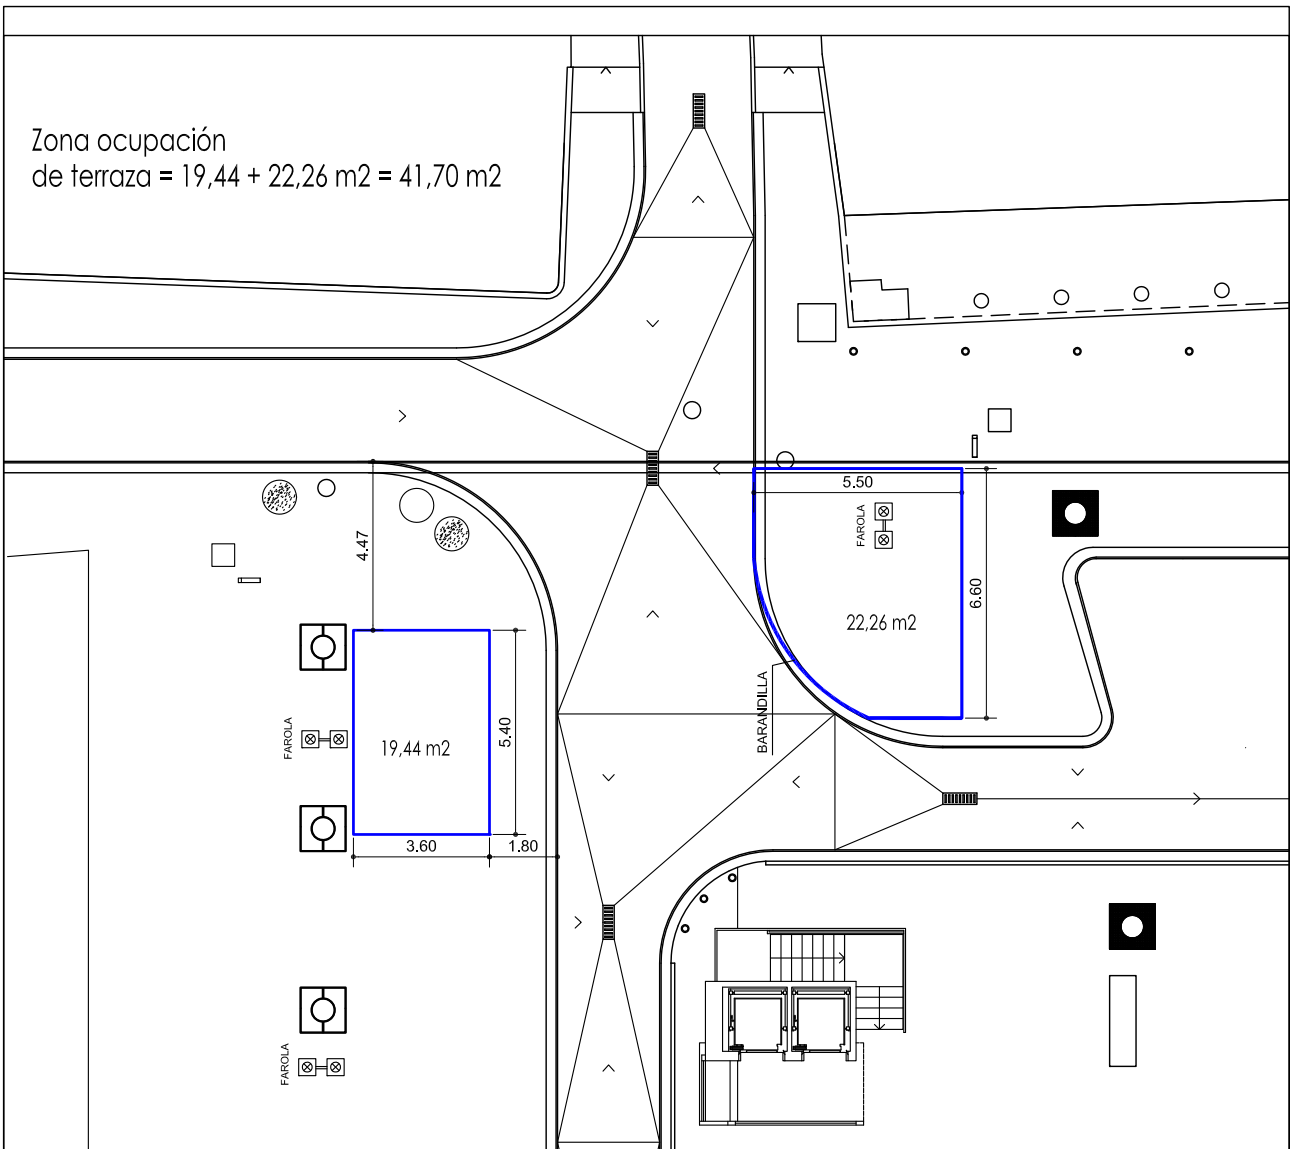 Zona ocupación
de terraza = 19,44 + 22,26 m2 = 41,70 m2
5.50
FAROLA
4.47
6.60
22,26 m2
BARANDILLA
FAROLA
19,44 m2
5.40
3.60
1.80
FAROLA